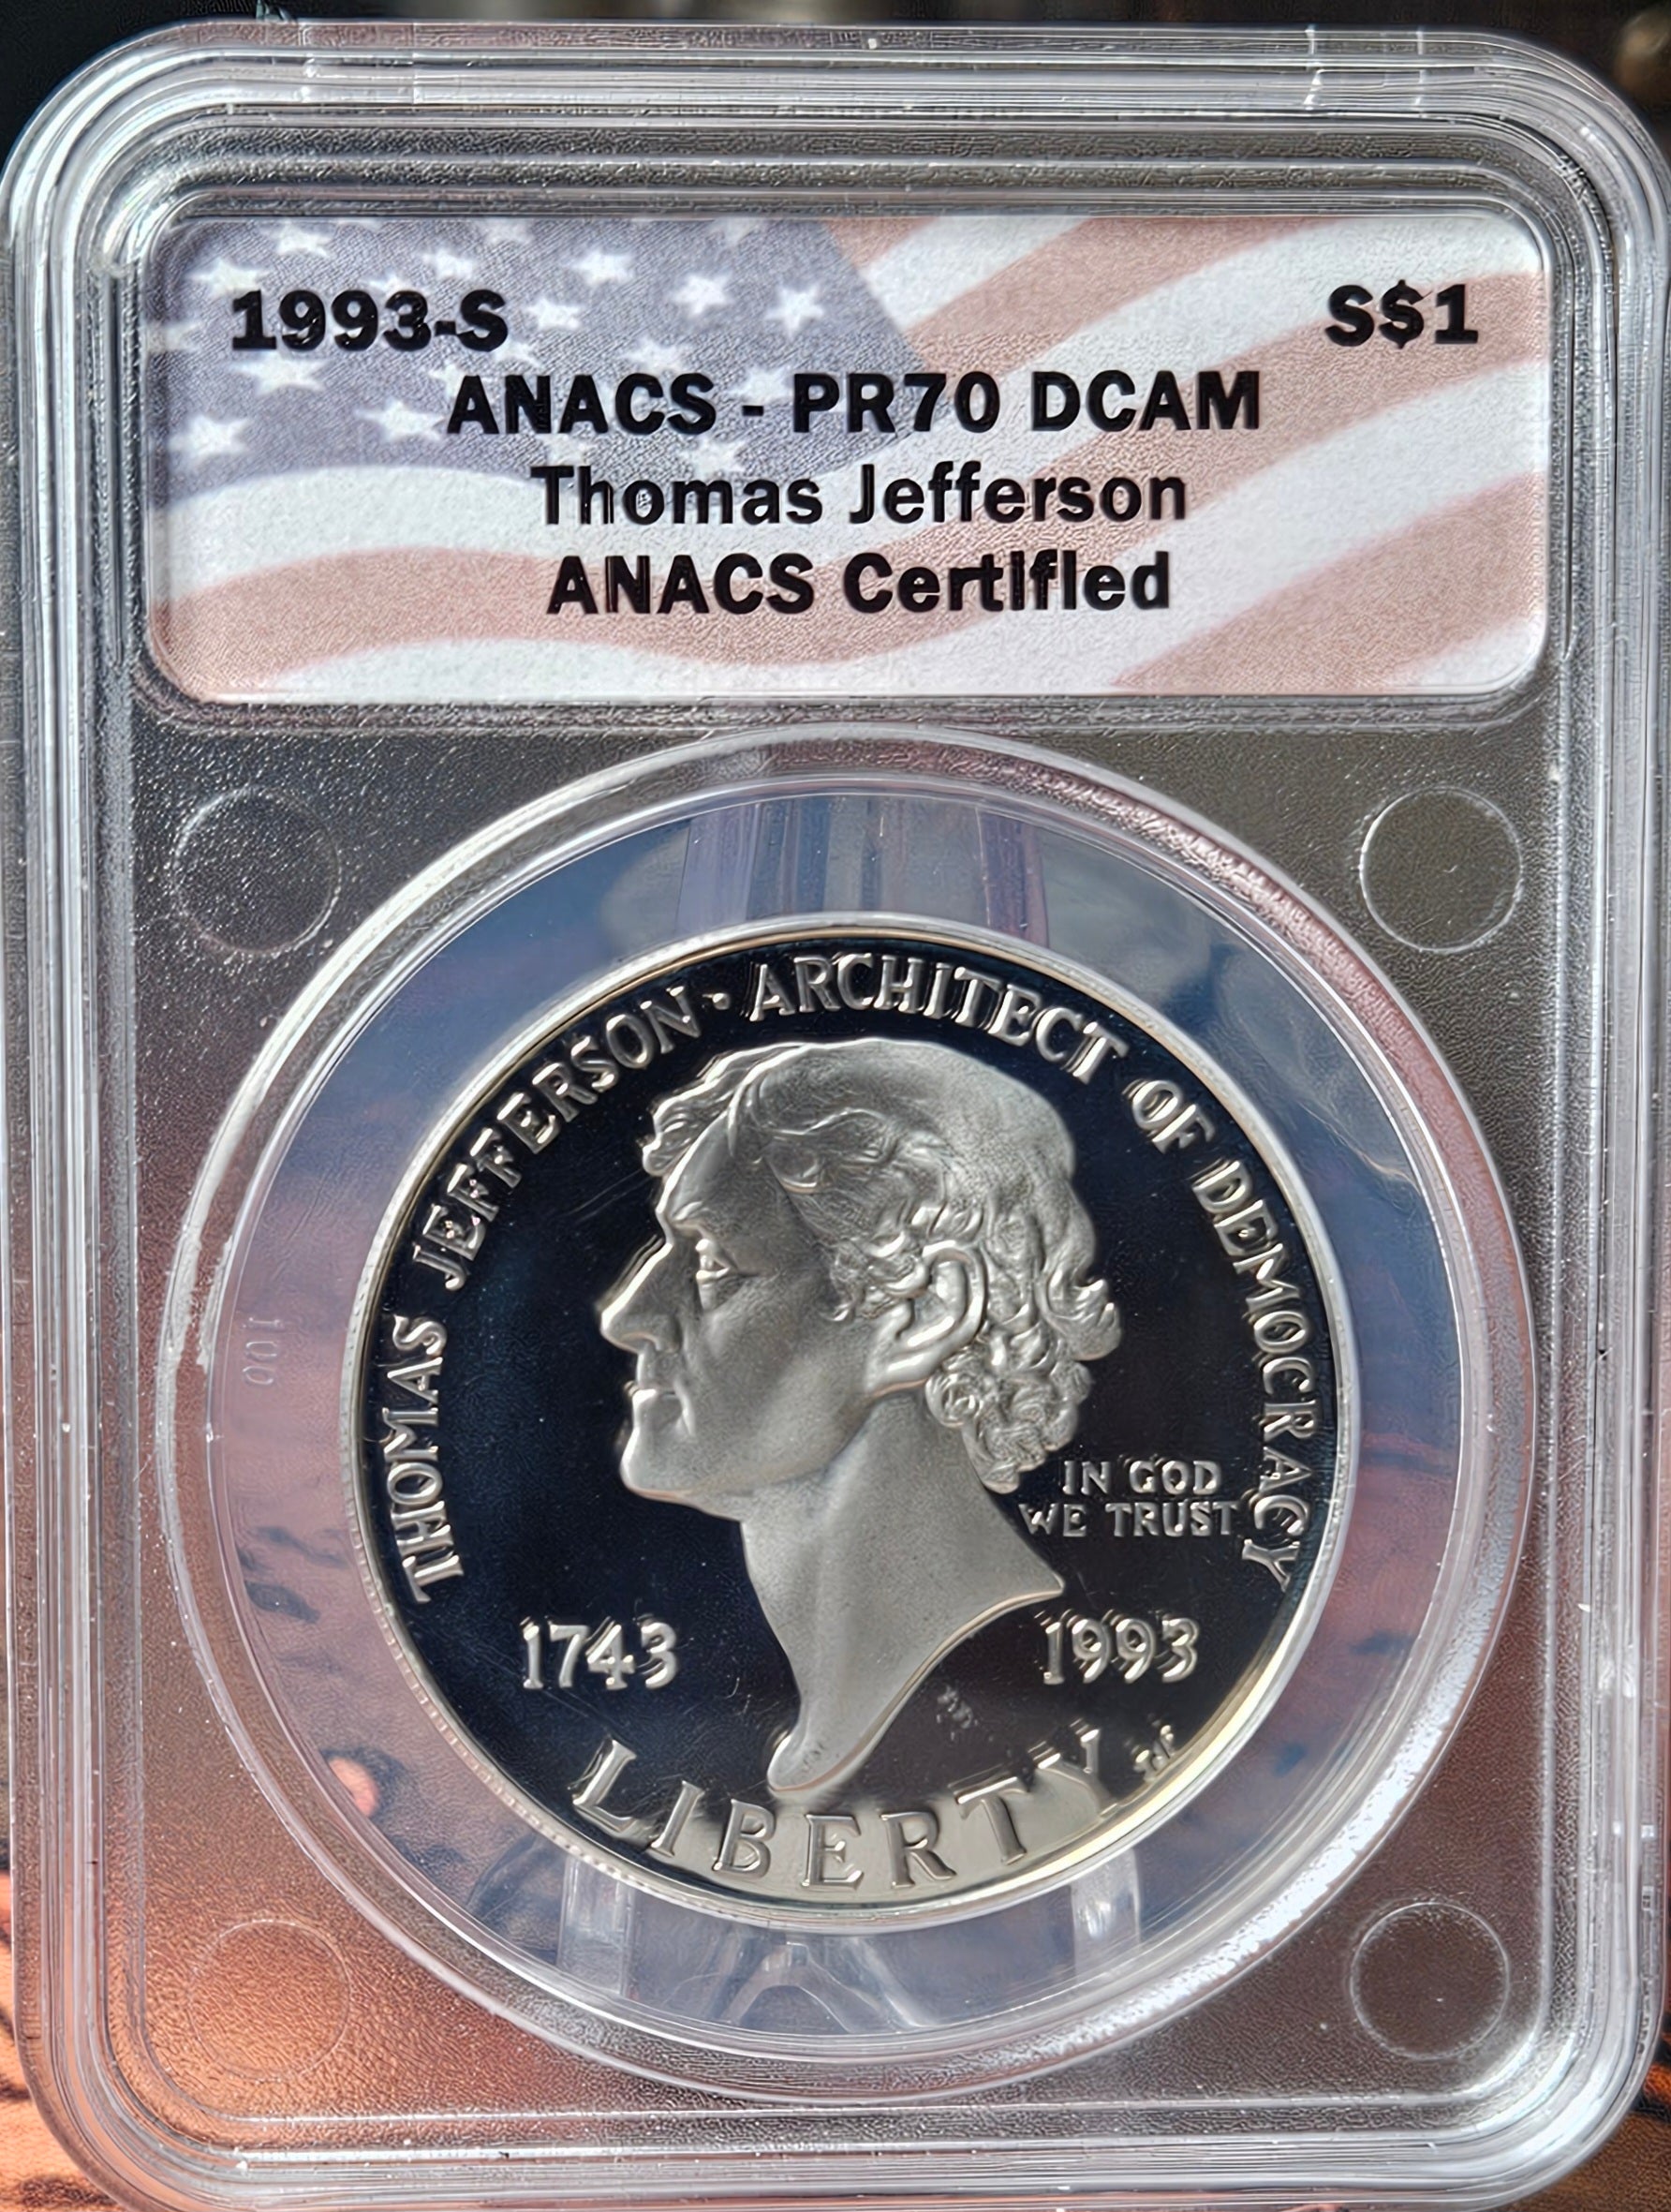 1993-S S$1
ANACS - PR70 DCAM
Thomas Jefferson
ANACS Certified
THOMAS JEFFERSON · ARCHITECT OF DEMOCRACY
IN GOD
WE TRUST
1743 1993
LIBERTY
100